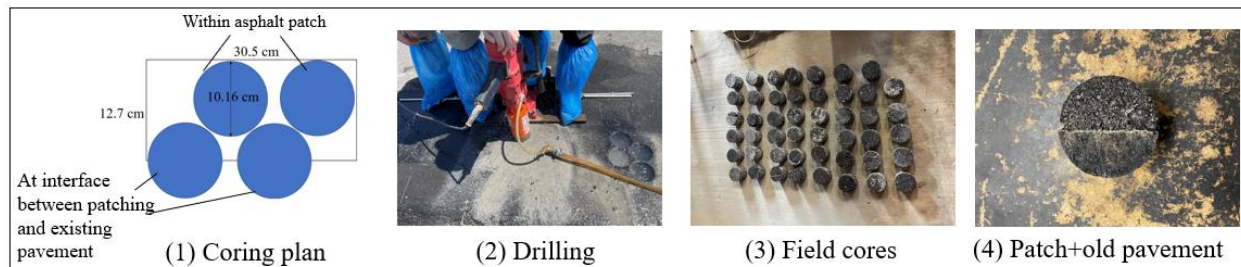 Within asphalt patch
30.5 cm
10.16 cm
12.7 cm
At interface
between patching
and existing
pavement
(1) Coring plan
(2) Drilling
(3) Field cores
(4) Patch+old pavement